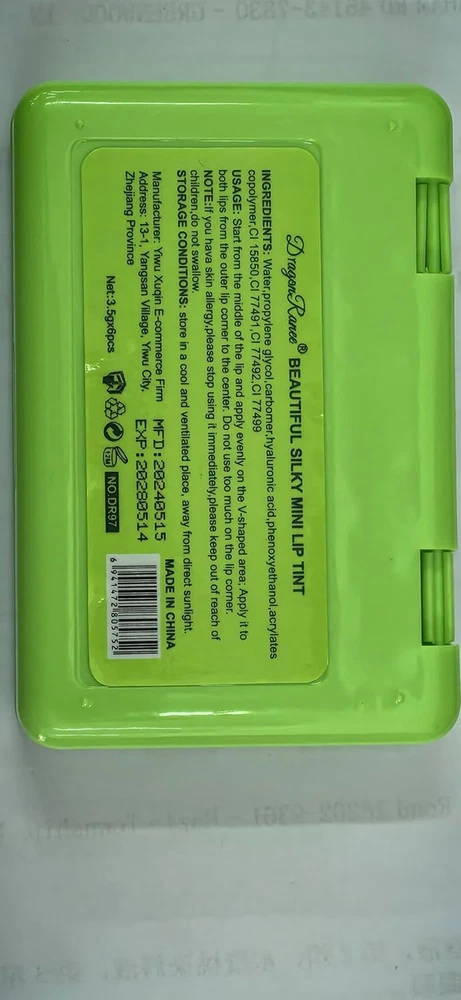 DragonRanee® BEAUTIFUL SILKY MINI LIP TINT
INGREDIENTS: Water,propylene glycol,carbomer,hyaluronic acid,phenoxyethanol,acrylates
copolymer,CI 15850,CI 77491,CI 77492,CI 77499
USAGE: Start from the middle of the lip and apply evenly on the V-shaped area; Apply it to
both lips from the outer lip corner to the center. Do not use too much on the lip corner.
NOTE:If you hava skin allergy,please stop using it immediately,please keep out of reach of
children,do not swallow.
STORAGE CONDITIONS: store in a cool and ventilated place, away from direct sunlight.
Manufacturer: Yiwu Xuqin E-commerce Firm
Address: 13-1, Yangsan Village, Yiwu City,
Zhejiang Province
MFD:20240515
EXP:20280514
MADE IN CHINA
Net:3.5gx6pcs
12M
NO.DR97
6941472805752